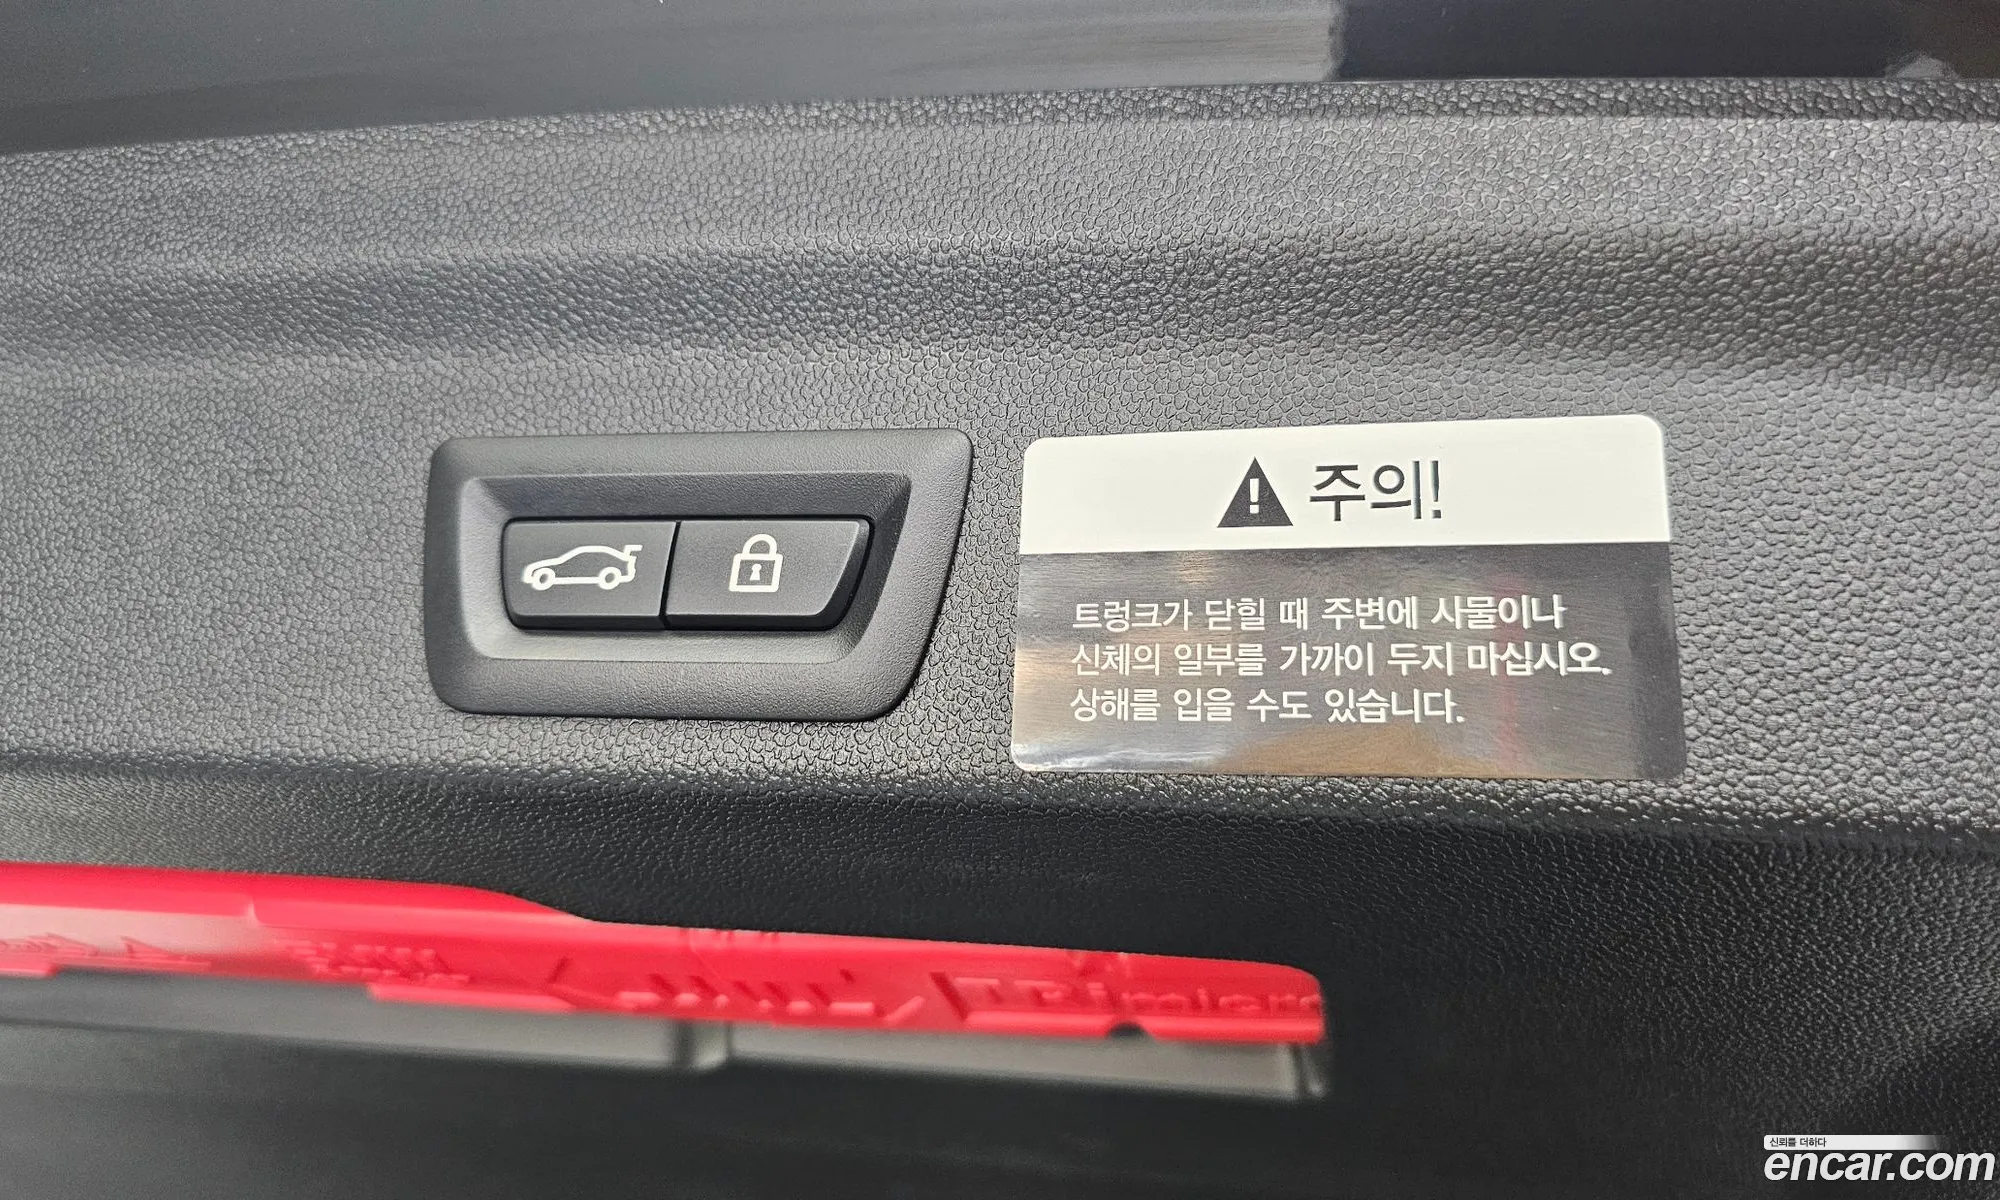 주의!
트렁크가 닫힐 때 주변에 사물이나
신체의 일부를 가까이 두지 마십시오.
상해를 입을 수도 있습니다.
신뢰를 더하다
encar.com